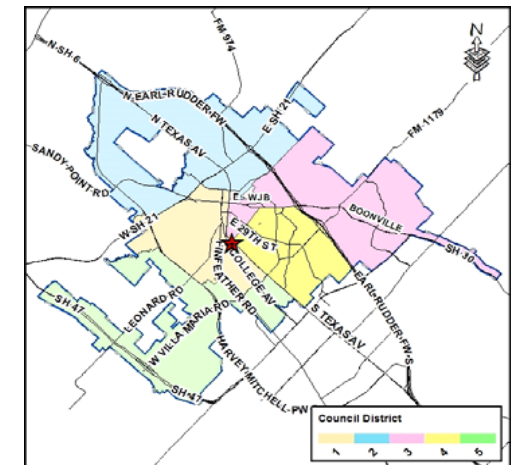 N
FM 974
N-SH-6
N-EARL-RUDDER-FW
E SH 21
N TEXAS AV
FM-1179
SANDY-POINT-RD
E WJB
BOONVILLE
W-SH 21
E 29TH ST
SH-30
COLLEGE-AV
FINFEATHER RD
EARL-RUDDER-FW-S
SH 47
LEONARD RD
W VILLA MARIA RD
S TEXAS AV
HARVEY-MITCHELL-PW
SH-47
Council District
1 2 3 4 5